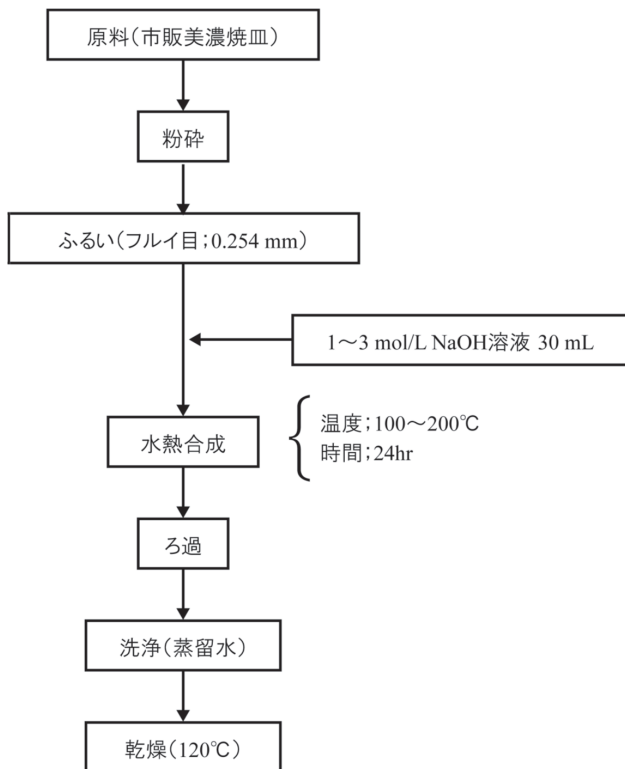 原料(市販美濃焼皿)
粉砕
ふるい(フルイ目;0.254 mm)
1〜3 mol/L NaOH溶液 30 mL
水熱合成
温度;100〜200℃
時間;24hr
ろ過
洗浄(蒸留水)
乾燥(120℃)